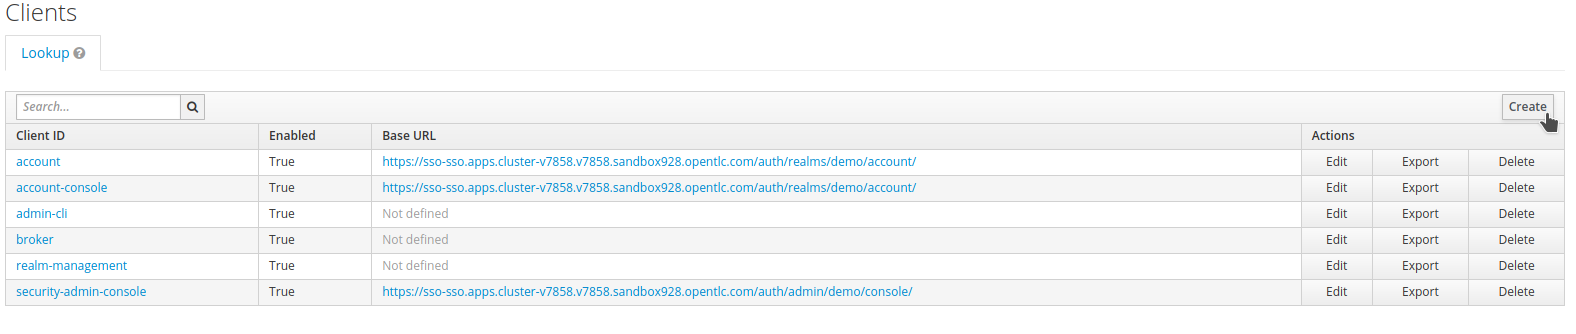 Clients
Lookup
Search...
Create
Client ID Enabled Base URL Actions
account True https://sso-sso.apps.cluster-v7858.v7858.sandbox928.opentlc.com/auth/realms/demo/account/ Edit Export Delete
account-console True https://sso-sso.apps.cluster-v7858.v7858.sandbox928.opentlc.com/auth/realms/demo/account/ Edit Export Delete
admin-cli True Not defined Edit Export Delete
broker True Not defined Edit Export Delete
realm-management True Not defined Edit Export Delete
security-admin-console True https://sso-sso.apps.cluster-v7858.v7858.sandbox928.opentlc.com/auth/admin/demo/console/ Edit Export Delete